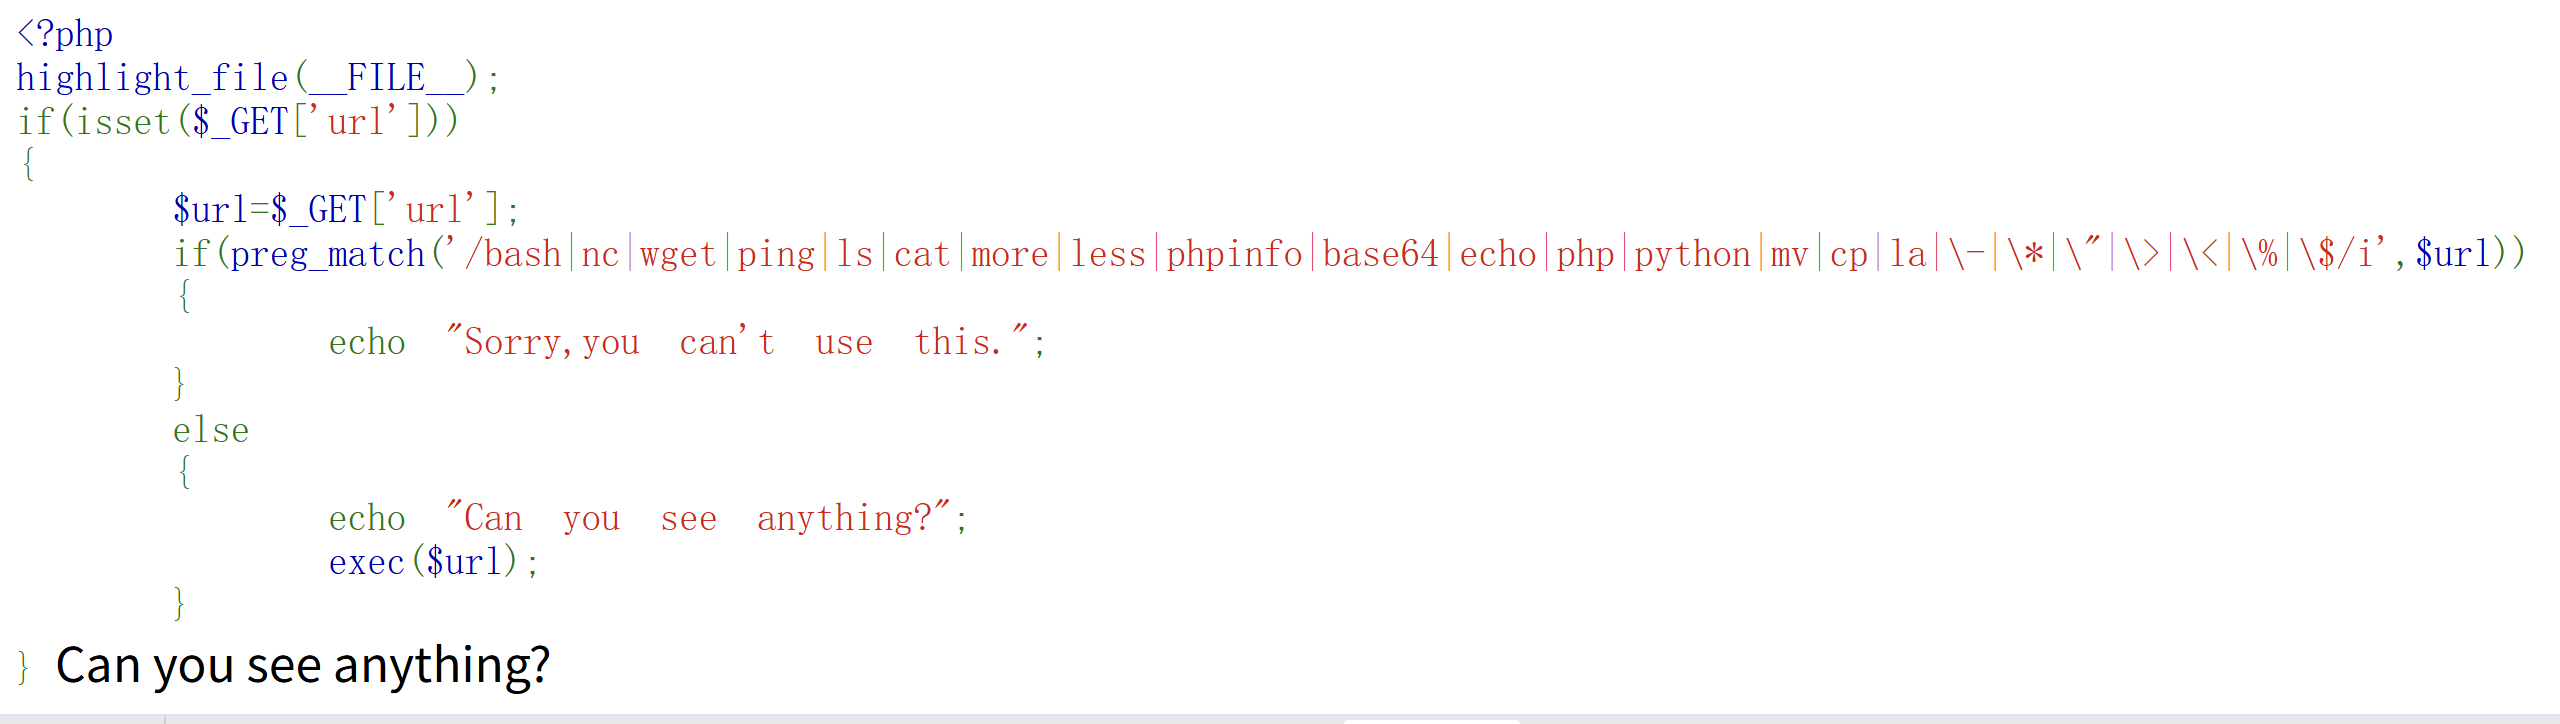 <?php
highlight_file(__FILE__);
if(isset($_GET['url']))
{
$url=$_GET['url'];
if(preg_match('/bash|nc|wget|ping|ls|cat|more|less|phpinfo|base64|echo|php|python|mv|cp|la|\-|\*|\"|\>|\<|\%|\$/i',$url))
{
echo "Sorry,you can't use this.";
}
else
{
echo "Can you see anything?";
exec($url);
}
} Can you see anything?